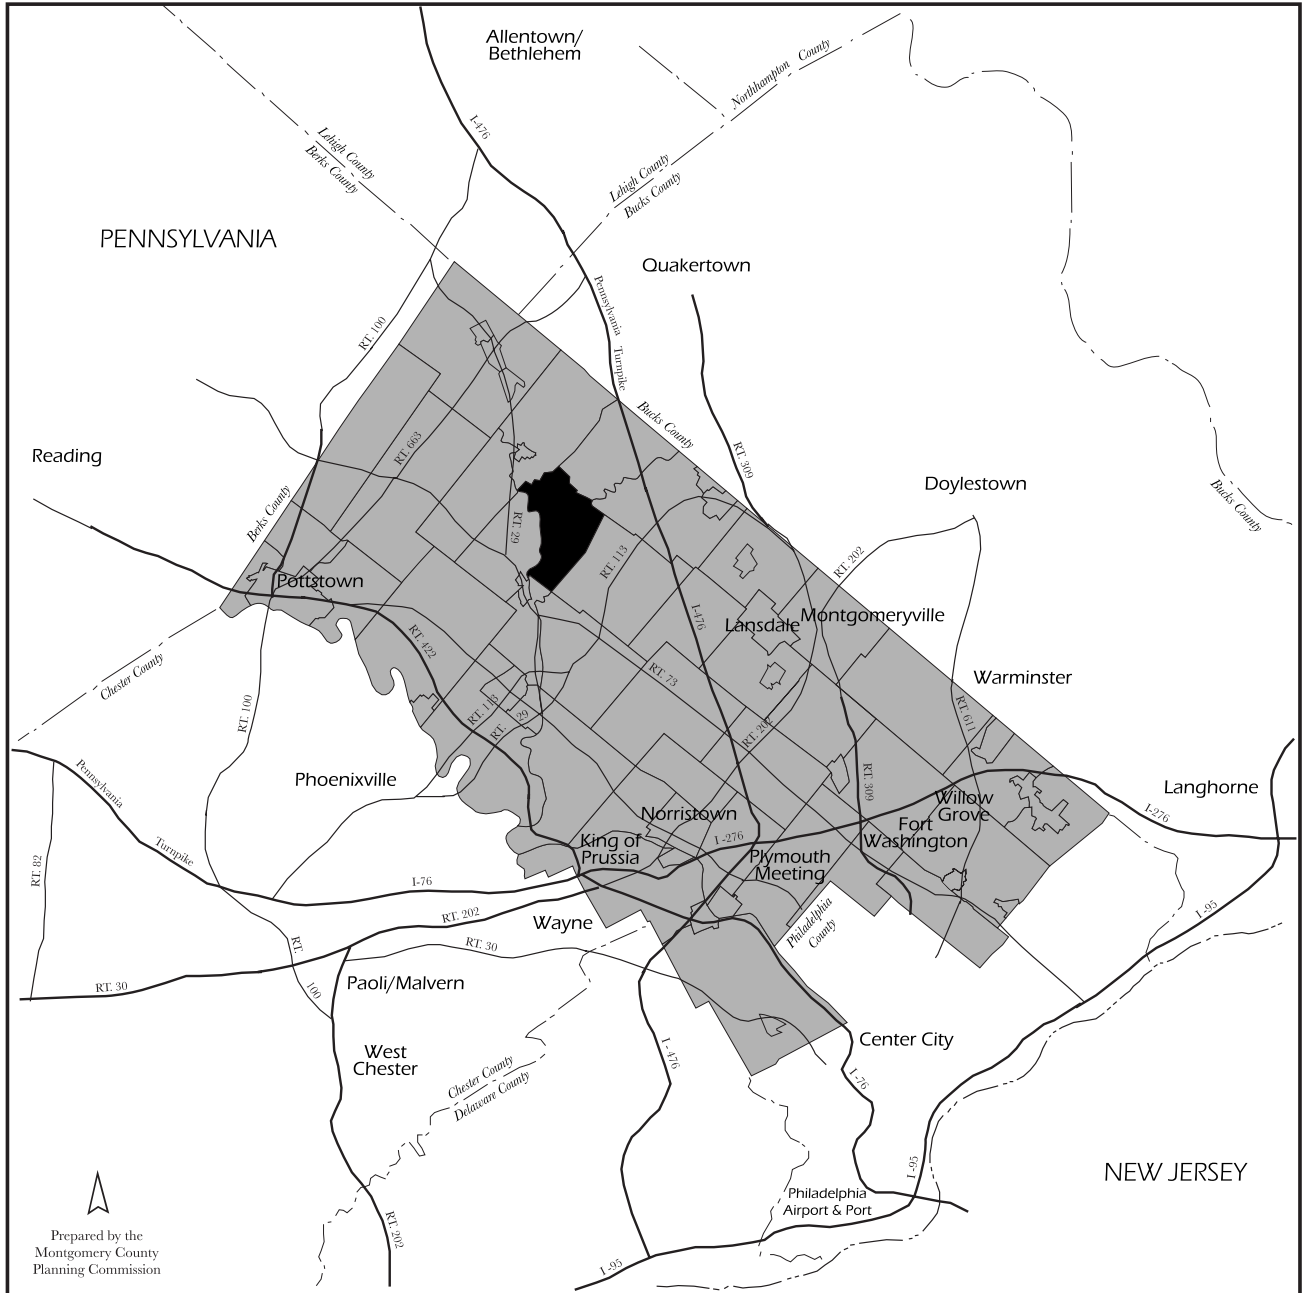 Allentown/
Bethlehem
Northhampton County
I-476
Lehigh County
Berks County
Lehigh County
Bucks County
PENNSYLVANIA
Quakertown
Pennsylvania Turnpike
RT. 100
Bucks County
RT. 663
RT. 309
Reading
Doylestown
Berks County
Bucks County
RT. 29
RT. 113
RT. 202
Pottstown
I-476
Lansdale
Montgomeryville
RT. 422
Chester County
RT. 73
Warminster
RT. 100
RT. 113
RT. 29
RT. 202
RT. 611
Pennsylvania
Turnpike
Phoenixville
RT. 309
Langhorne
Willow
Grove
I-276
Norristown
Fort
Washington
King of
Prussia
I -276
Plymouth
Meeting
RT. 82
I-76
RT. 202
Wayne
Philadelphia
County
I -95
RT. 30
RT.
100
RT. 30
Paoli/Malvern
Center City
West
Chester
I - 476
I -76
Chester County
Delaware County
I -95
NEW JERSEY
Philadelphia
Airport & Port
RT. 202
I -95
Prepared by the
Montgomery County
Planning Commission